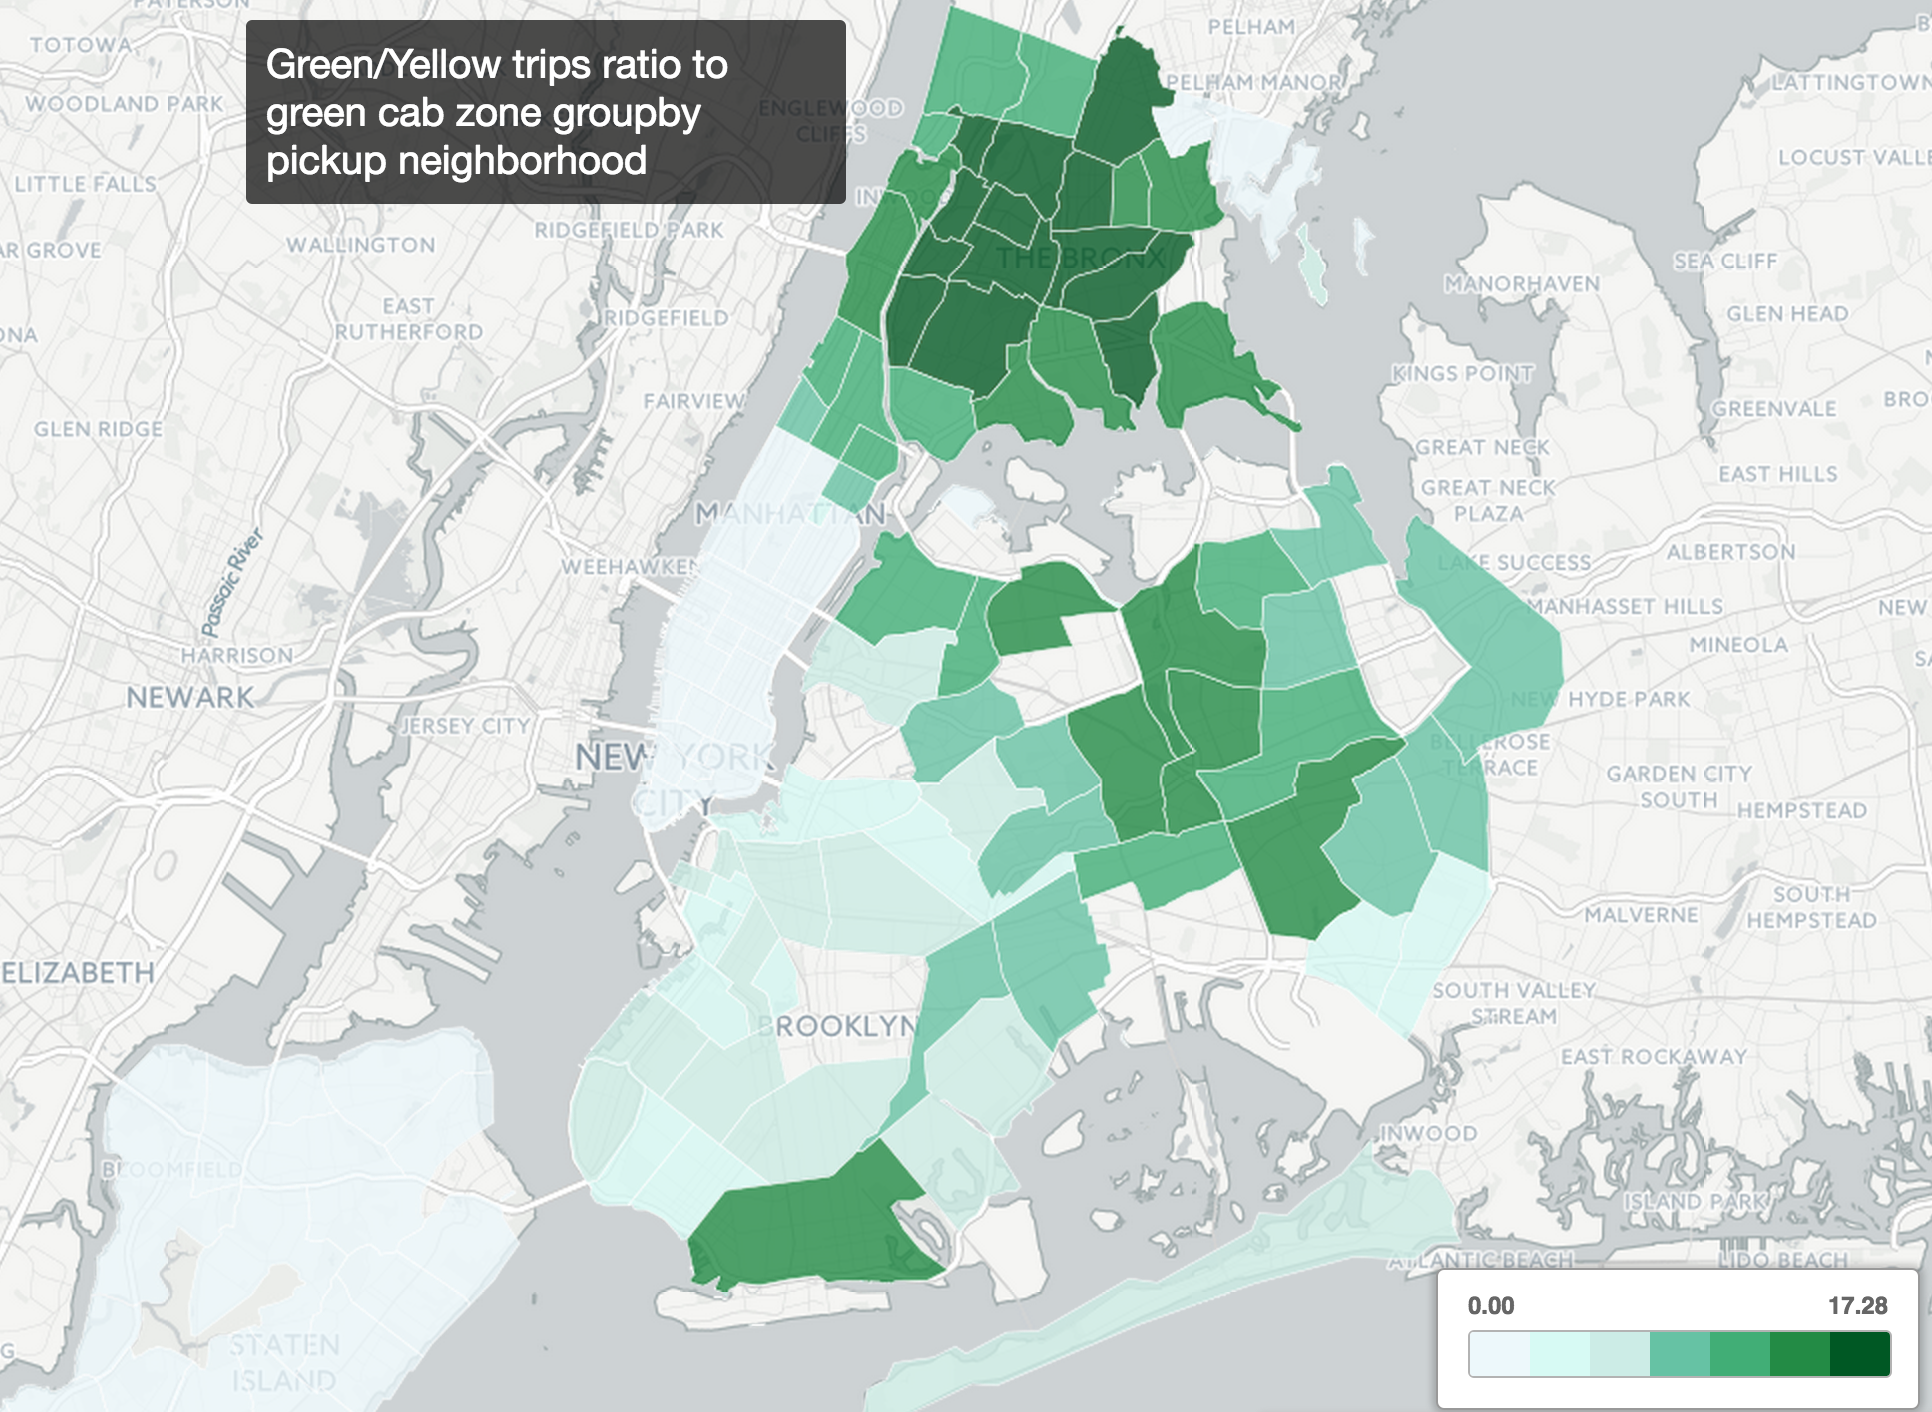 PATERSON
TOTOWA
WOODLAND PARK
LITTLE FALLS
WALLINGTON
EAST
RUTHERFORD
GLEN RIDGE
Green/Yellow trips ratio to
green cab zone groupby
pickup neighborhood
ENGLEWOOD
CLIFFS
RIDGEFIELD PARK
RIDGEFIELD
FAIRVIEW
WEEHAWKEN
Passaic River
HARRISON
NEWARK
JERSEY CITY
ELIZABETH
BLOOMFIELD
STATEN
ISLAND
PELHAM
PELHAM MANOR
THE BRONX
MANHATTAN
NEW YORK
CITY
BROOKLYN
LATTINGTOWN
LOCUST VALLE
SEA CLIFF
MANORHAVEN
GLEN HEAD
KINGS POINT
GREENVALE
GREAT NECK
EAST HILLS
GREAT NECK
PLAZA
LAKE SUCCESS
ALBERTSON
MANHASSET HILLS
NEW
MINEOLA
NEW HYDE PARK
BELLEROSE
TERRACE
GARDEN CITY
SOUTH
HEMPSTEAD
SOUTH
HEMPSTEAD
MALVERNE
SOUTH VALLEY
STREAM
EAST ROCKAWAY
INWOOD
ISLAND PARK
ATLANTIC BEACH
LIDO BEACH
0.00 17.28